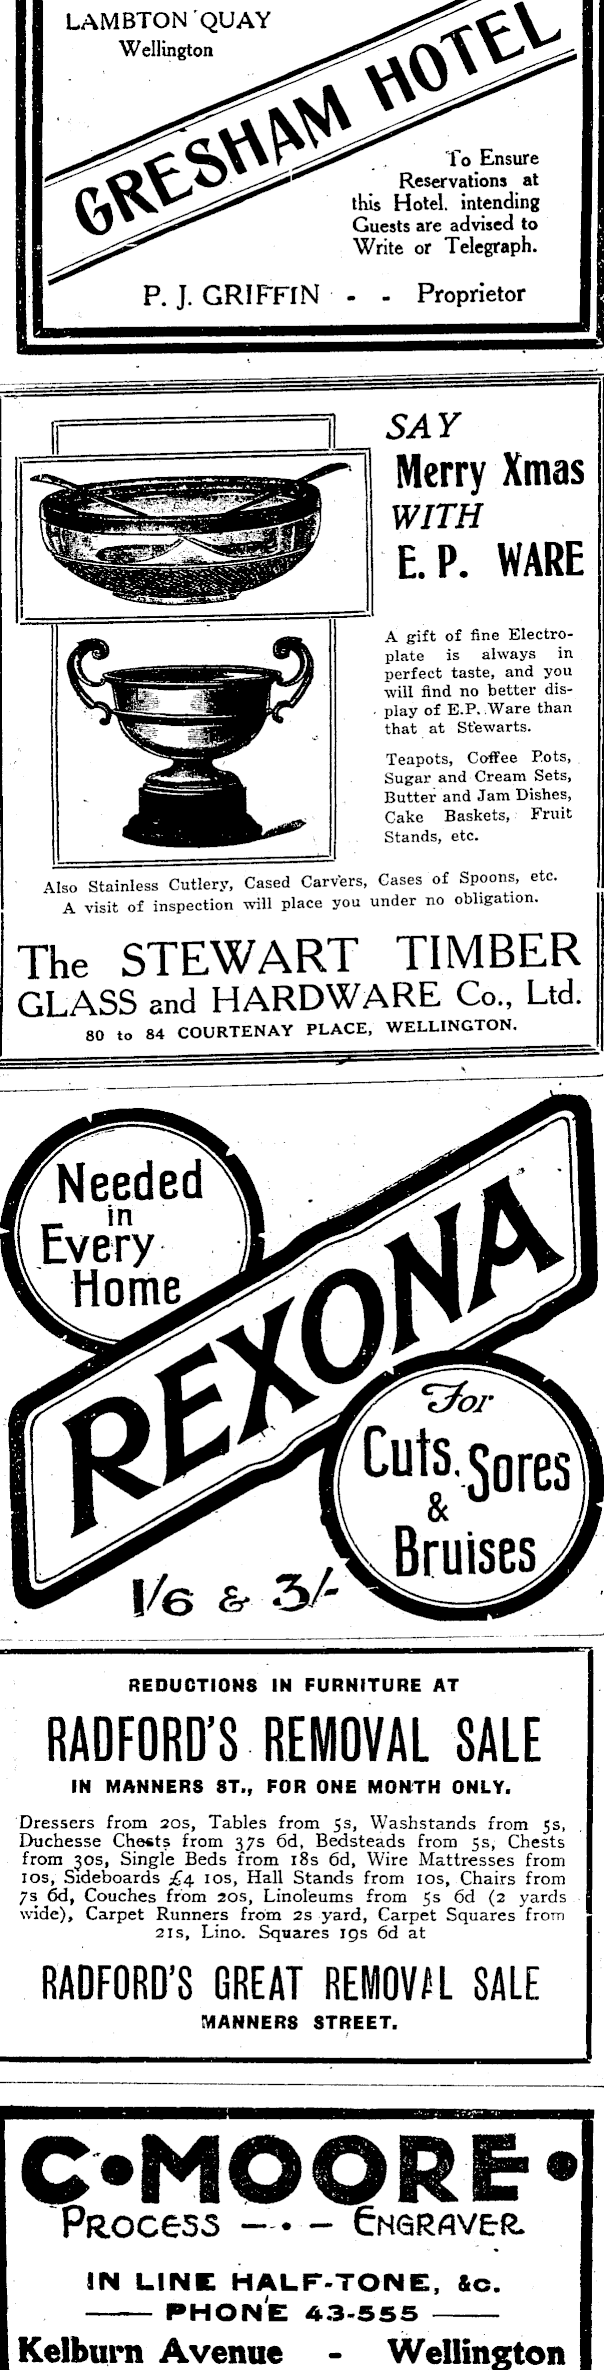 LAMBTON QUAY
Wellington
GRESHAM HOTEL
To Ensure
Reservations at
this Hotel. intending
Guests are advised to
Write or Telegraph.
P. J. GRIFFIN - - Proprietor
SAY
Merry Xmas
WITH
E. P. WARE
A gift of fine Electro-
plate is always in
perfect taste, and you
will find no better dis-
play of E.P. Ware than
that at Stewarts.
Teapots, Coffee Pots,
Sugar and Cream Sets,
Butter and Jam Dishes,
Cake Baskets, Fruit
Stands, etc.
Also Stainless Cutlery, Cased Carvers, Cases of Spoons, etc.
A visit of inspection will place you under no obligation.
The STEWART TIMBER
GLASS and HARDWARE Co., Ltd.
80 to 84 COURTENAY PLACE, WELLINGTON.
Needed
in
Every
Home
REXONA
For
Cuts, Sores
&
Bruises
1/6 & 3/-
REDUCTIONS IN FURNITURE AT
RADFORD'S REMOVAL SALE
IN MANNERS ST., FOR ONE MONTH ONLY.
Dressers from 20s, Tables from 5s, Washstands from 5s,
Duchesse Chests from 37s 6d, Bedsteads from 5s, Chests
from 30s, Single Beds from 18s 6d, Wire Mattresses from
10s, Sideboards £4 10s, Hall Stands from 10s, Chairs from
7s 6d, Couches from 20s, Linoleums from 5s 6d (2 yards
wide), Carpet Runners from 2s yard, Carpet Squares from
21s, Lino. Squares 19s 6d at
RADFORD'S GREAT REMOVAL SALE
MANNERS STREET.
C. MOORE.
PROCESS — · — ENGRAVER
IN LINE HALF-TONE, &c.
PHONE 43-555
Kelburn Avenue - Wellington